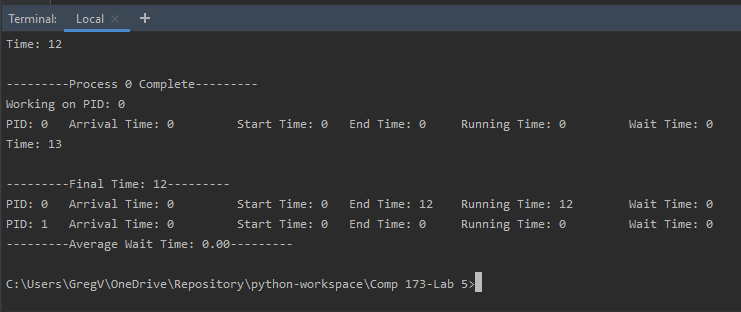 Terminal: Local × +
Time: 12
---------Process 0 Complete---------
Working on PID: 0
PID: 0 Arrival Time: 0 Start Time: 0 End Time: 0 Running Time: 0 Wait Time: 0
Time: 13
---------Final Time: 12---------
PID: 0 Arrival Time: 0 Start Time: 0 End Time: 12 Running Time: 12 Wait Time: 0
PID: 1 Arrival Time: 0 Start Time: 0 End Time: 0 Running Time: 0 Wait Time: 0
---------Average Wait Time: 0.00---------
C:\Users\GregV\OneDrive\Repository\python-workspace\Comp 173-Lab 5>